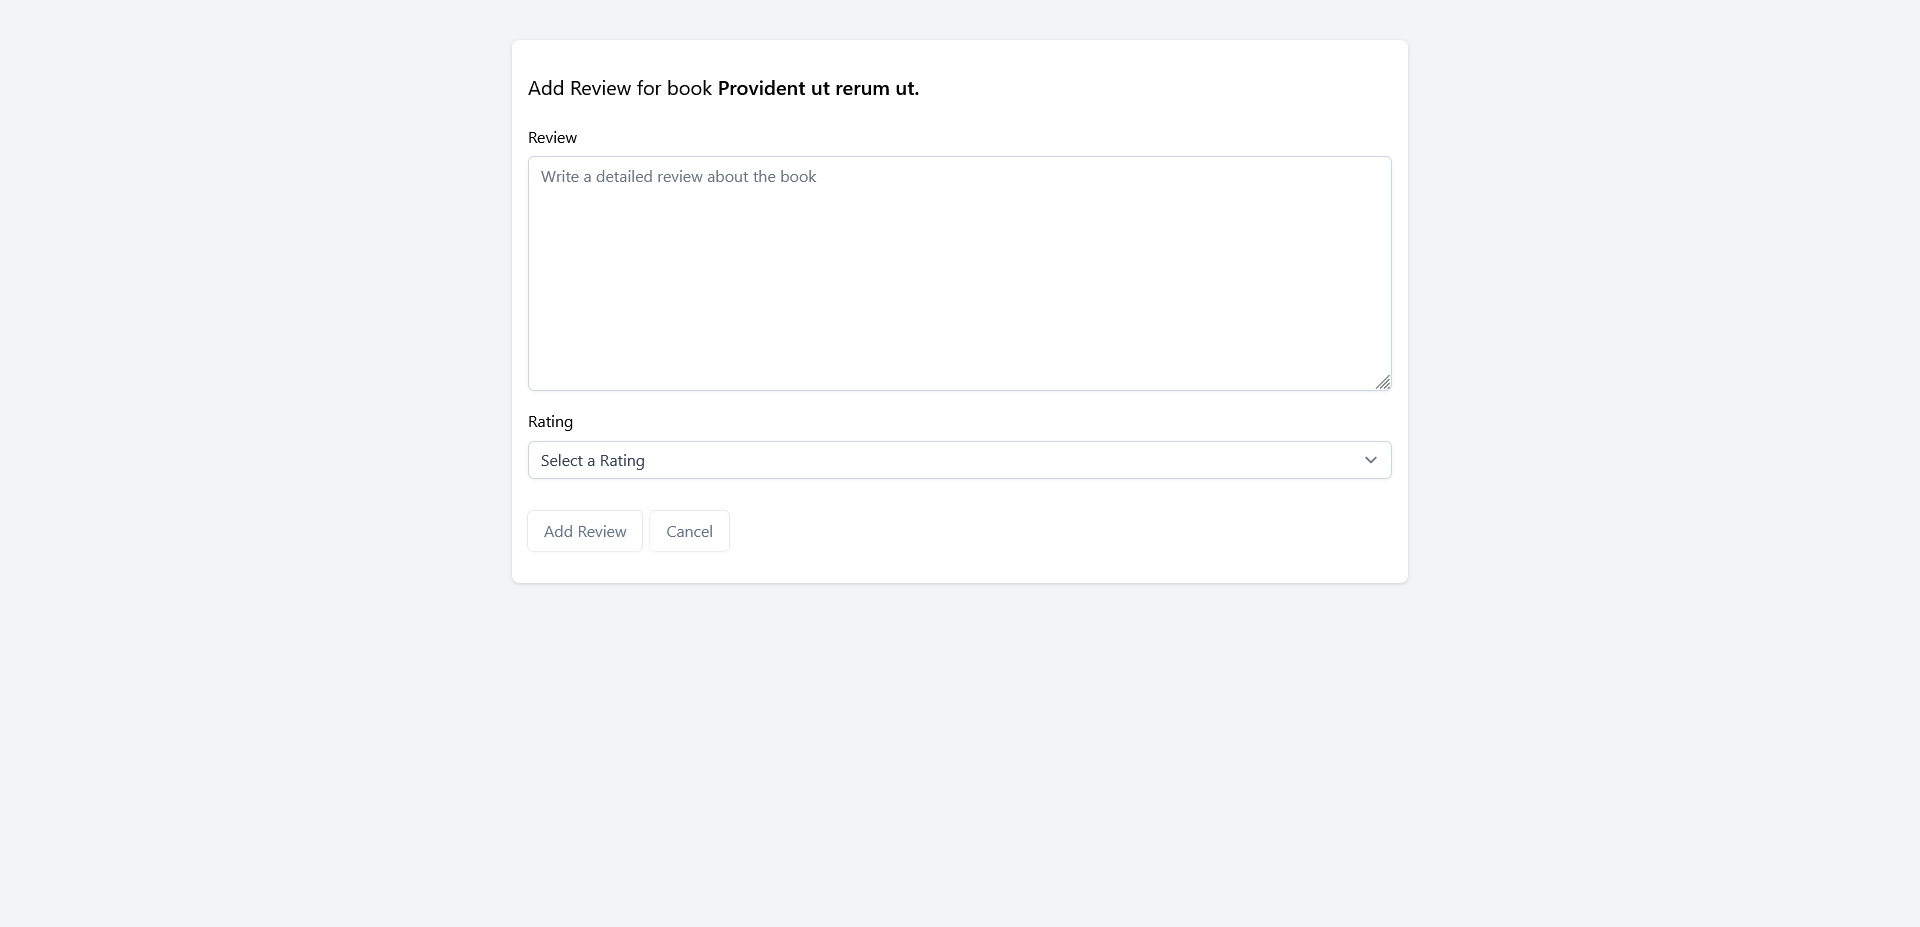 Add Review for book Provident ut rerum ut.
Review
Write a detailed review about the book
Rating
Select a Rating
Add Review Cancel